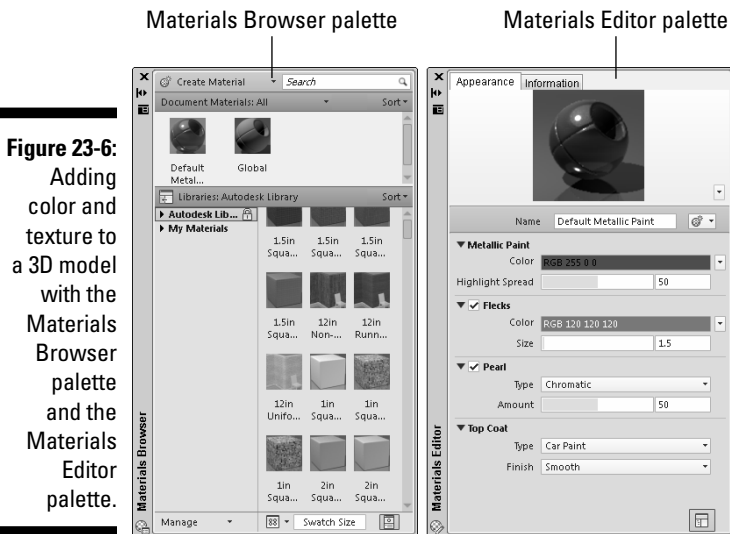 Materials Browser palette
Materials Editor palette
Figure 23-6:
Adding
color and
texture to
a 3D model
with the
Materials
Browser
palette
and the
Materials
Editor
palette.
Create Material
Search
Document Materials: All
Sort
Default
Metal...
Global
Libraries: Autodesk Library
Sort
Autodesk Lib...
My Materials
1.5in
Squa...
1.5in
Squa...
1.5in
Squa...
1.5in
Squa...
12in
Non-...
12in
Runn...
12in
Unifo...
1in
Squa...
1in
Squa...
1in
Squa...
2in
Squa...
2in
Squa...
Manage
Swatch Size
Materials Browser
Appearance
Information
Name
Default Metallic Paint
Metallic Paint
Color
RGB 255 0 0
Highlight Spread
50
Flecks
Color
RGB 120 120 120
Size
1.5
Pearl
Type
Chromatic
Amount
50
Top Coat
Type
Car Paint
Finish
Smooth
Materials Editor